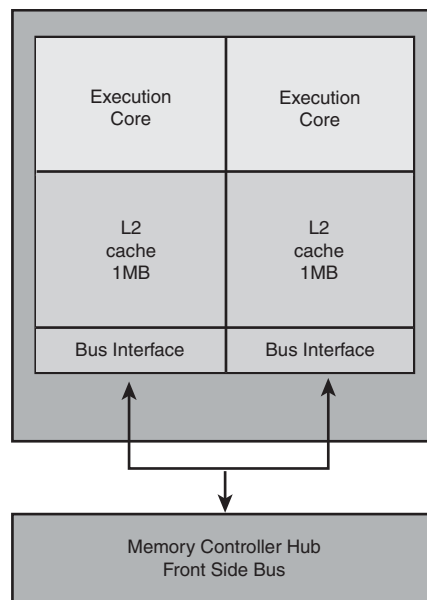 Execution
Core
Execution
Core
L2
cache
1MB
L2
cache
1MB
Bus Interface
Bus Interface
Memory Controller Hub
Front Side Bus